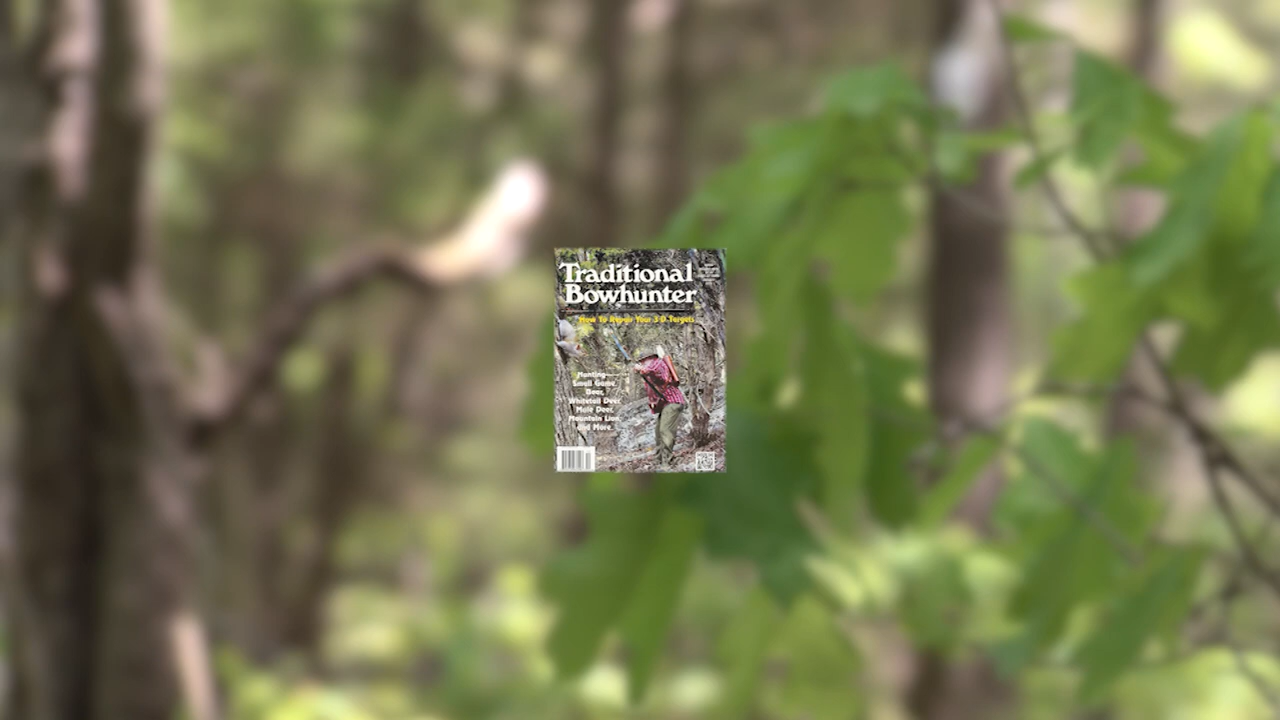 Traditional
Bowhunter
How To Repair Your 3-D Targets
Hunting—
Small Game,
Bear,
Whitetail Deer,
Mule Deer,
Mountain Lion
and More.